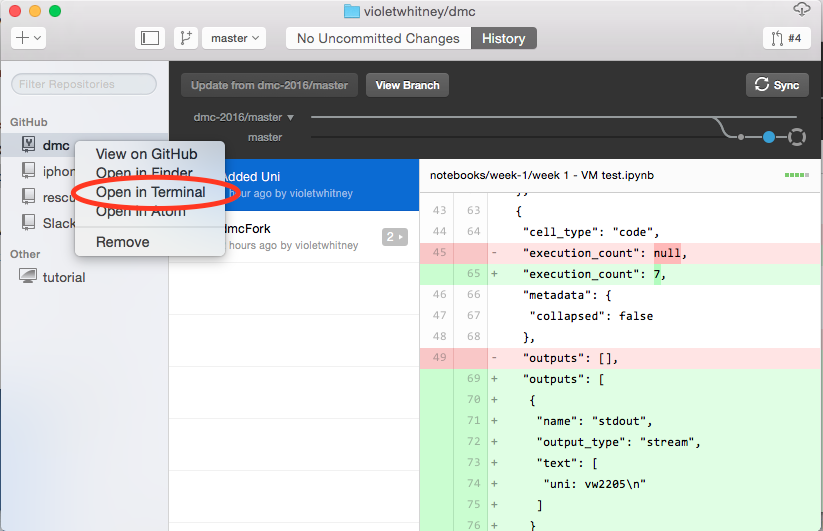 violetwhitney/dmc
master
No Uncommitted Changes
History
#4
Filter Repositories
Update from dmc-2016/master
View Branch
Sync
GitHub
dmc-2016/master
master
dmc
View on GitHub
Open in Finder
Open in Terminal
Open in Atom
Remove
iphon
rescu
Slack
Other
tutorial
Added Uni
hour ago by violetwhitney
dmcFork
hours ago by violetwhitney
2
notebooks/week-1/week 1 - VM test.ipynb
},
43 63 {
44 64 "cell_type": "code",
45 - "execution_count": null,
65 + "execution_count": 7,
46 66 "metadata": {
47 67 "collapsed": false
48 68 },
49 - "outputs": [],
69 + "outputs": [
70 + {
71 + "name": "stdout",
72 + "output_type": "stream",
73 + "text": [
74 + "uni: vw2205\n"
75 + ]
76 + }